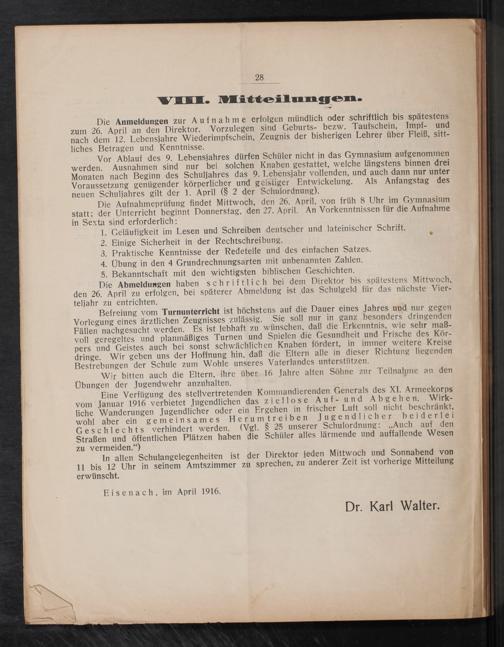 28
VIII. Mitteilungen.
Die Anmeldungen zur Aufnahme erfolgen mündlich oder schriftlich bis spätestens
zum 26. April an den Direktor. Vorzulegen sind Geburts- bezw. Taufschein, Impf- und
nach dem 12. Lebensjahre Wiederimpfschein, Zeugnis der bisherigen Lehrer über Fleiß, sitt-
liches Betragen und Kenntnisse.
Vor Ablauf des 9. Lebensjahres dürfen Schüler nicht in das Gymnasium aufgenommen
werden. Ausnahmen sind nur bei solchen Knaben gestattet, welche längstens binnen drei
Monaten nach Beginn des Schuljahres das 9. Lebensjahr vollenden, und auch dann nur unter
Voraussetzung genügender körperlicher und geistiger Entwickelung. Als Anfangstag des
neuen Schuljahres gilt der 1. April (§ 2 der Schulordnung).
Die Aufnahmeprüfung findet Mittwoch, den 26. April, von früh 8 Uhr im Gymnasium
statt; der Unterricht beginnt Donnerstag, den 27. April. An Vorkenntnissen für die Aufnahme
in Sexta sind erforderlich:
1. Geläufigkeit im Lesen und Schreiben deutscher und lateinischer Schrift.
2. Einige Sicherheit in der Rechtschreibung.
3. Praktische Kenntnisse der Redeteile und des einfachen Satzes.
4. Übung in den 4 Grundrechnungsarten mit unbenannten Zahlen.
5. Bekanntschaft mit den wichtigsten biblischen Geschichten.
Die Abmeldungen haben schriftlich bei dem Direktor bis spätestens Mittwoch,
den 26. April zu erfolgen, bei späterer Abmeldung ist das Schulgeld für das nächste Vier-
teljahr zu entrichten.
Befreiung vom Turnunterricht ist höchstens auf die Dauer eines Jahres und nur gegen
Vorlegung eines ärztlichen Zeugnisses zulässig. Sie soll nur in ganz besonders dringenden
Fällen nachgesucht werden. Es ist lebhaft zu wünschen, daß die Erkenntnis, wie sehr maß-
voll geregeltes und planmäßiges Turnen und Spielen die Gesundheit und Frische des Kör-
pers und Geistes auch bei sonst schwächlichen Knaben fördert, in immer weitere Kreise
dringe. Wir geben uns der Hoffnung hin, daß die Eltern alle in dieser Richtung liegenden
Bestrebungen der Schule zum Wohle unseres Vaterlandes unterstützen.
Wir bitten auch die Eltern, ihre über 16 Jahre alten Söhne zur Teilnahme an den
Übungen der Jugendwehr anzuhalten.
Eine Verfügung des stellvertretenden Kommandierenden Generals des XI. Armeekorps
vom Januar 1916 verbietet Jugendlichen das ziellose Auf- und Abgehen. Wirk-
liche Wanderungen Jugendlicher oder ein Ergehen in frischer Luft soll nicht beschränkt,
wohl aber ein gemeinsames Herumtreiben Jugendlicher beiderlei
Geschlechts verhindert werden. (Vgl. § 25 unserer Schulordnung: „Auch auf den
Straßen und öffentlichen Plätzen haben die Schüler alles lärmende und auffallende Wesen
zu vermeiden.“)
In allen Schulangelegenheiten ist der Direktor jeden Mittwoch und Sonnabend von
11 bis 12 Uhr in seinem Amtszimmer zu sprechen, zu anderer Zeit ist vorherige Mitteilung
erwünscht.
Eisenach, im April 1916.
Dr. Karl Walter.